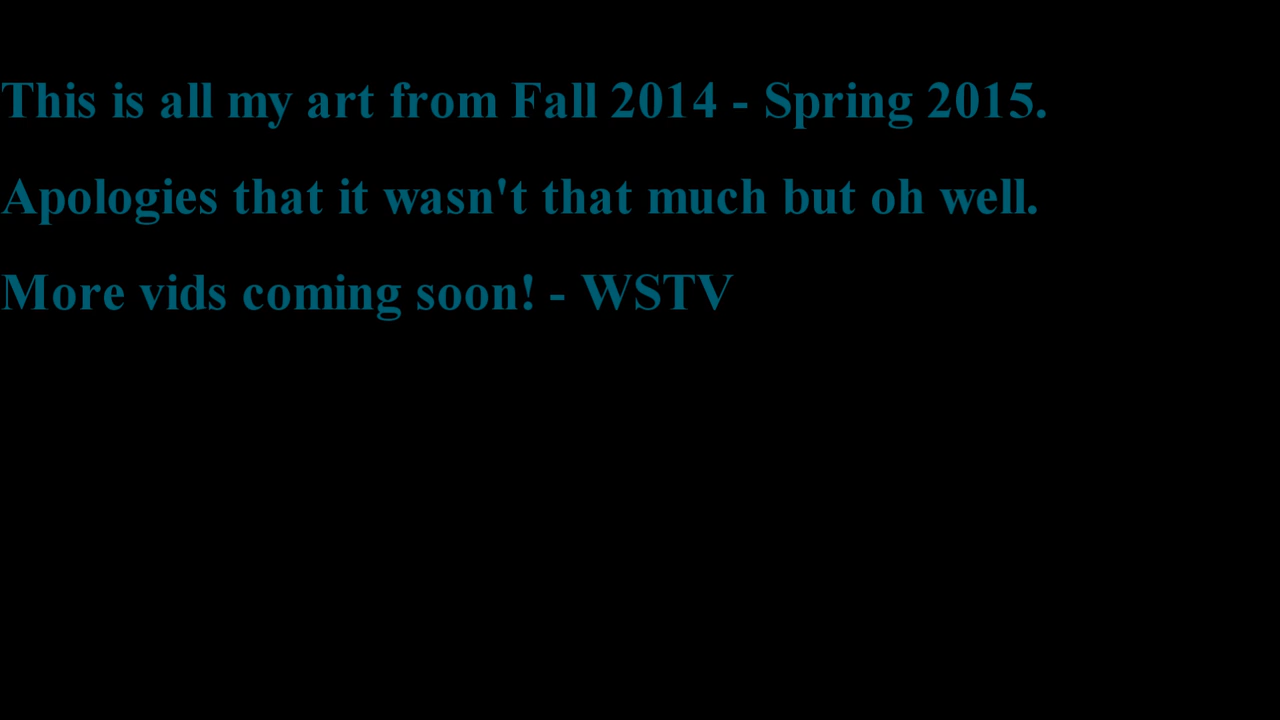 This is all my art from Fall 2014 - Spring 2015.
Apologies that it wasn't that much but oh well.
More vids coming soon! - WSTV